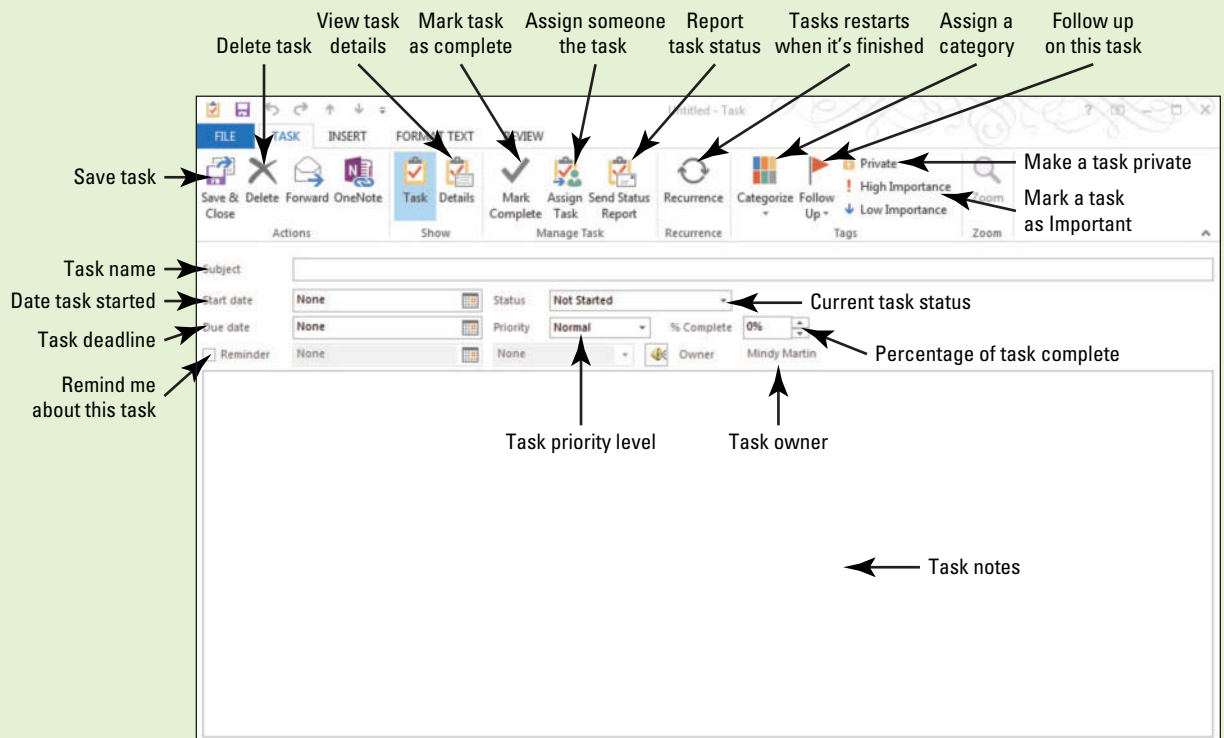 View task
details
Mark task
as complete
Assign someone
the task
Report
task status
Tasks restarts
when it's finished
Assign a
category
Follow up
on this task
Delete task
Untitled - Task
?
FILE TASK INSERT FORMAT TEXT REVIEW
Save task
Save &
Close
Delete
Forward
OneNote
Task
Details
Mark
Complete
Assign
Task
Send Status
Report
Recurrence
Categorize
Follow
Up
Private
High Importance
Low Importance
Zoom
Make a task private
Mark a task
as Important
Actions
Show
Manage Task
Recurrence
Tags
Zoom
Task name
Subject
Date task started
Start date None Status Not Started
Current task status
Task deadline
Due date None Priority Normal % Complete 0%
Percentage of task complete
Reminder None None Owner Mindy Martin
Remind me
about this task
Task priority level
Task owner
Task notes